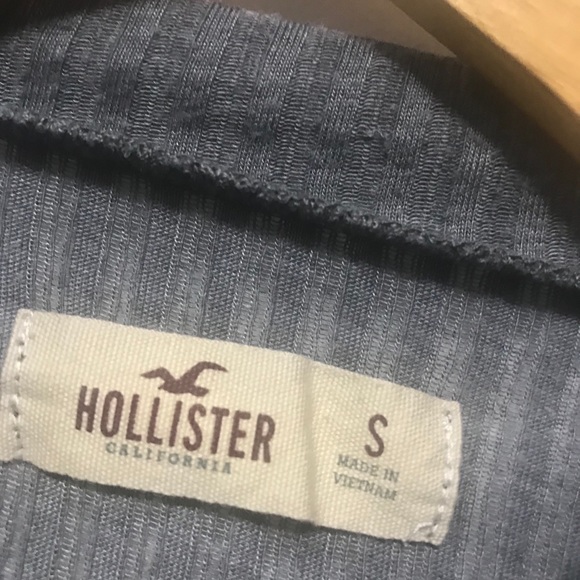 HOLLISTER
CALIFORNIA
S
MADE IN
VIETNAM